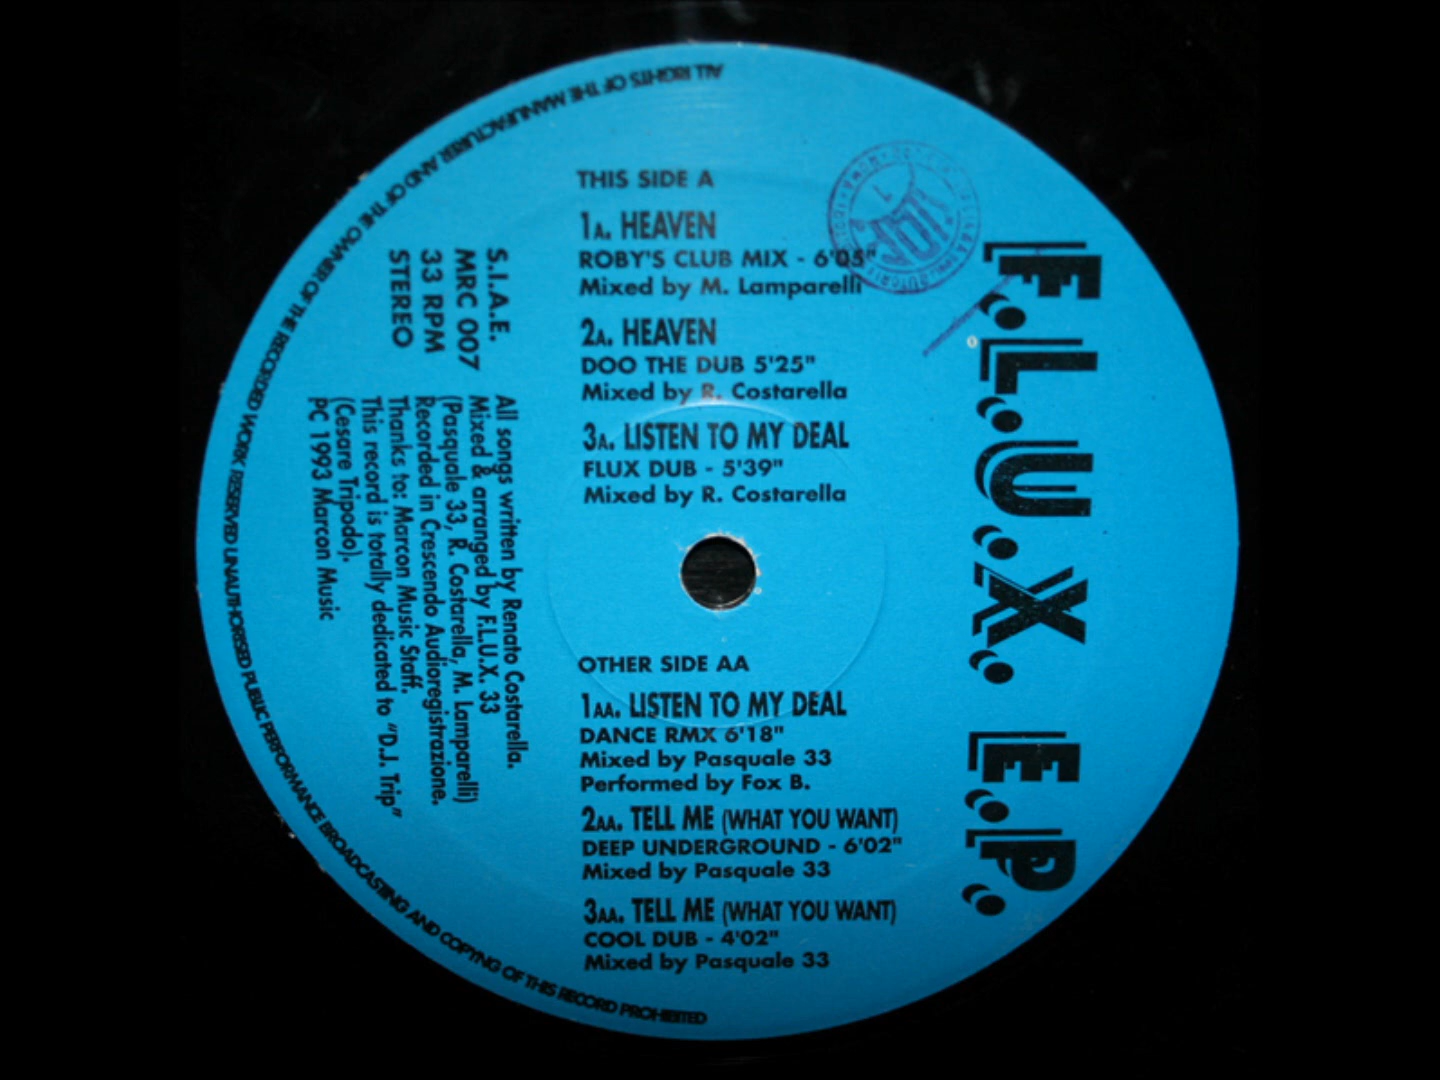 F.L.U.X. E.P.
THIS SIDE A
1A. HEAVEN
ROBY'S CLUB MIX - 6'05"
Mixed by M. Lamparelli
2A. HEAVEN
DOO THE DUB 5'25"
Mixed by R. Costarella
3A. LISTEN TO MY DEAL
FLUX DUB - 5'39"
Mixed by R. Costarella
OTHER SIDE AA
1AA. LISTEN TO MY DEAL
DANCE RMX 6'18"
Mixed by Pasquale 33
Performed by Fox B.
2AA. TELL ME (WHAT YOU WANT)
DEEP UNDERGROUND - 6'02"
Mixed by Pasquale 33
3AA. TELL ME (WHAT YOU WANT)
COOL DUB - 4'02"
Mixed by Pasquale 33
S.I.A.E.
MRC 007
33 RPM
STEREO
All songs written by Renato Costarella.
Mixed & arranged by F.L.U.X. 33
(Pasquale 33, R. Costarella, M. Lamparelli)
Recorded in Crescendo Audioregistrazione.
Thanks to: Marcon Music Staff.
This record is totally dedicated to "D.J. Trip"
(Cesare Tripodo).
PC 1993 Marcon Music
ALL RIGHTS OF THE MANUFACTURER AND OF THE OWNER OF THE RECORDED WORK RESERVED UNAUTHORISED PUBLIC PERFORMANCE BROADCASTING AND COPYNG OF THIS RECORD PROHIBITED